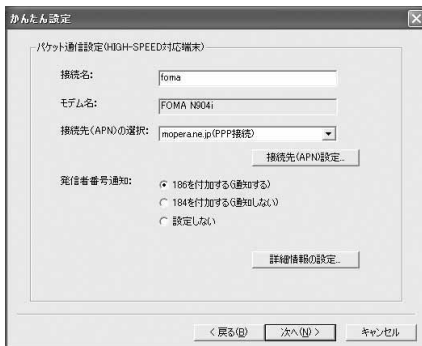 かんたん設定
パケット通信設定(HIGH-SPEED対応端末)
接続名: foma
モデム名: FOMA N904i
接続先(APN)の選択: mopera.ne.jp(PPP接続)
接続先(APN)設定...
発信者番号通知: 186を付加する(通知する)
184を付加する(通知しない)
設定しない
詳細情報の設定...
< 戻る(B) 次へ(N) > キャンセル